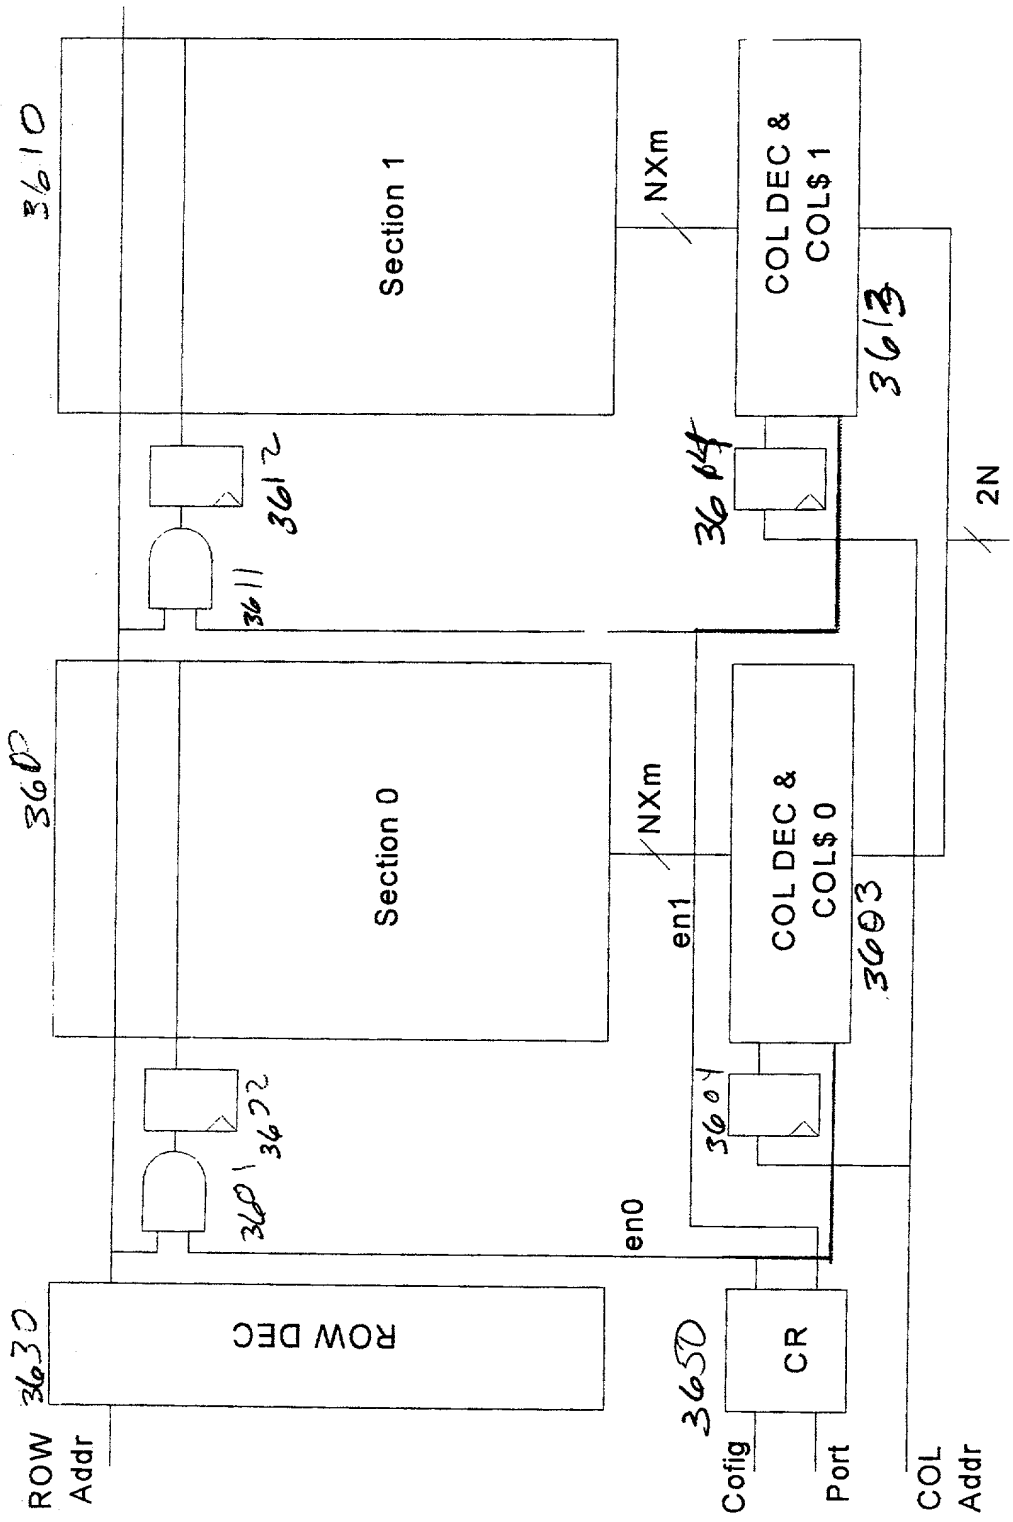 3630
ROW
Addr
ROW DEC
3601
3602
3600
Section 0
3611
3612
3610
Section 1
en0
en1
NXm
NXm
3650
CR
Cofig
Port
3604
COL DEC &
COL$ 0
3603
3614
COL DEC &
COL$ 1
3613
COL
Addr
2N